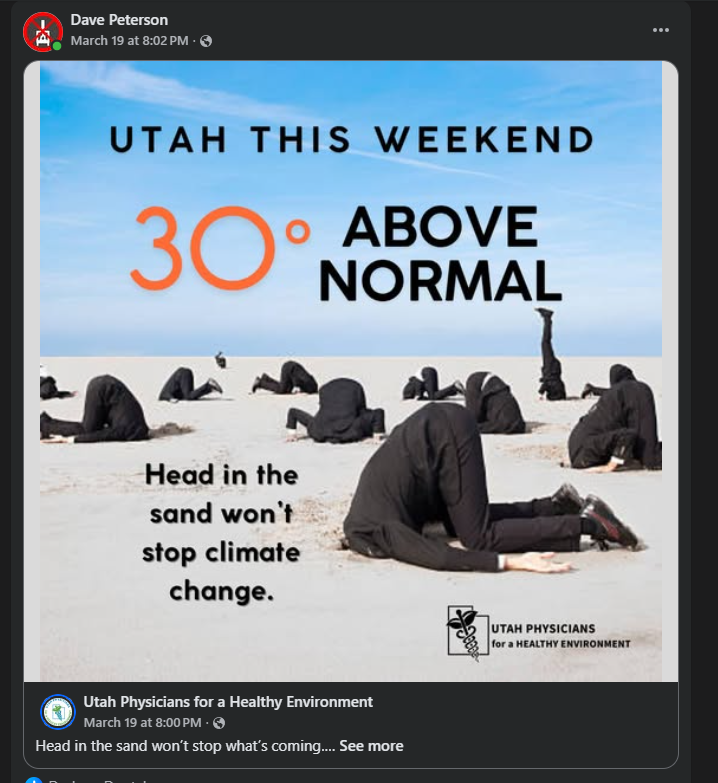 Dave Peterson
March 19 at 8:02 PM ·
UTAH THIS WEEKEND
30° ABOVE
NORMAL
Head in the
sand won't
stop climate
change.
UTAH PHYSICIANS
for a HEALTHY ENVIRONMENT
Utah Physicians for a Healthy Environment
March 19 at 8:00 PM ·
Head in the sand won't stop what's coming.... See more